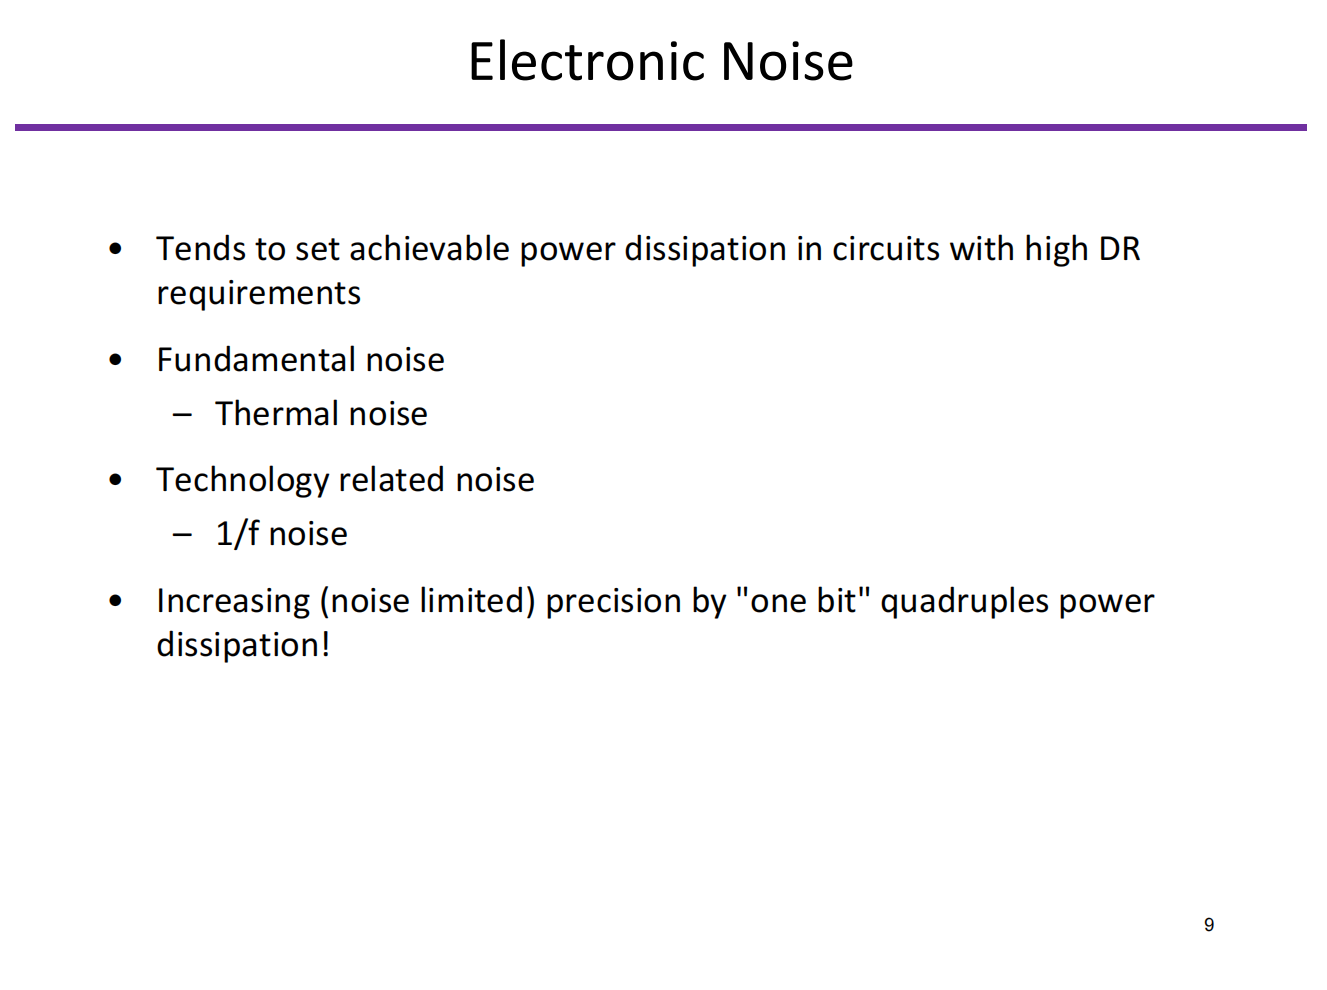 Electronic Noise
• Tends to set achievable power dissipation in circuits with high DR
requirements
• Fundamental noise
– Thermal noise
• Technology related noise
– 1/f noise
• Increasing (noise limited) precision by "one bit" quadruples power
dissipation!
9